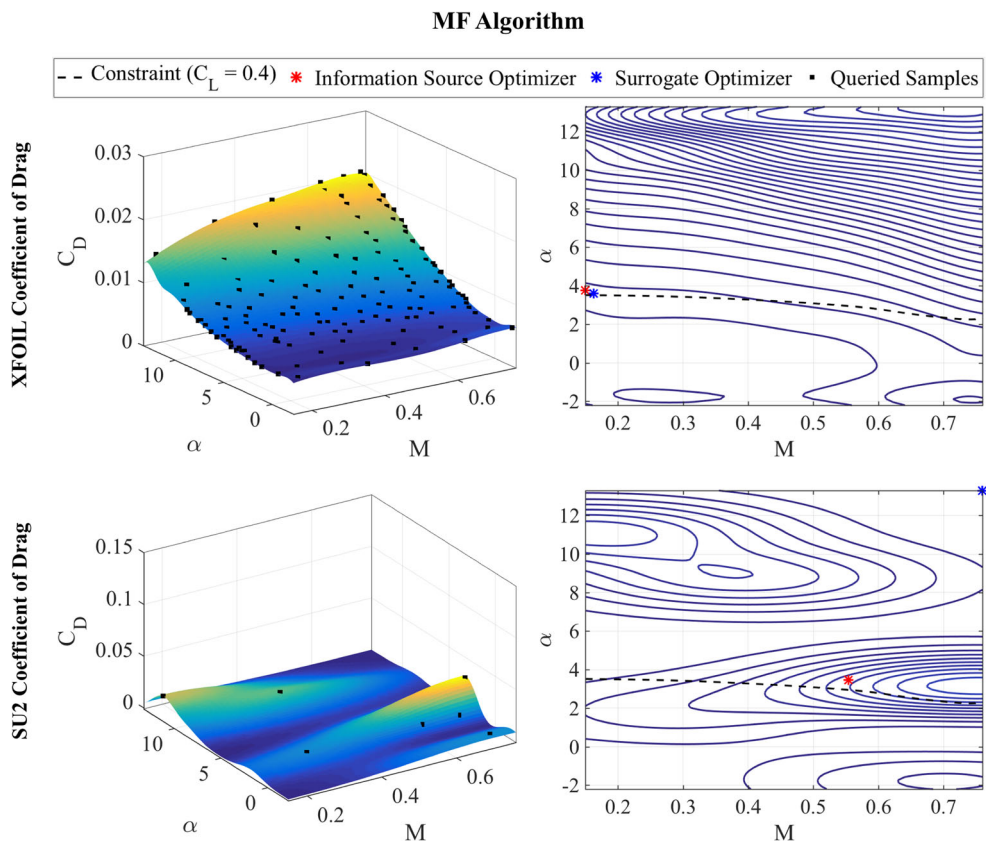 MF Algorithm
Constraint (C_L = 0.4) Information Source Optimizer Surrogate Optimizer Queried Samples
XFOIL Coefficient of Drag
C_D
0.03
0.02
0.01
0
10
5
0
α
0.2
0.4
0.6
M
α
12
10
8
6
4
2
0
-2
0.2 0.3 0.4 0.5 0.6 0.7
M
SU2 Coefficient of Drag
C_D
0.15
0.1
0.05
0
10
5
0
α
0.2
0.4
0.6
M
α
12
10
8
6
4
2
0
-2
0.2 0.3 0.4 0.5 0.6 0.7
M